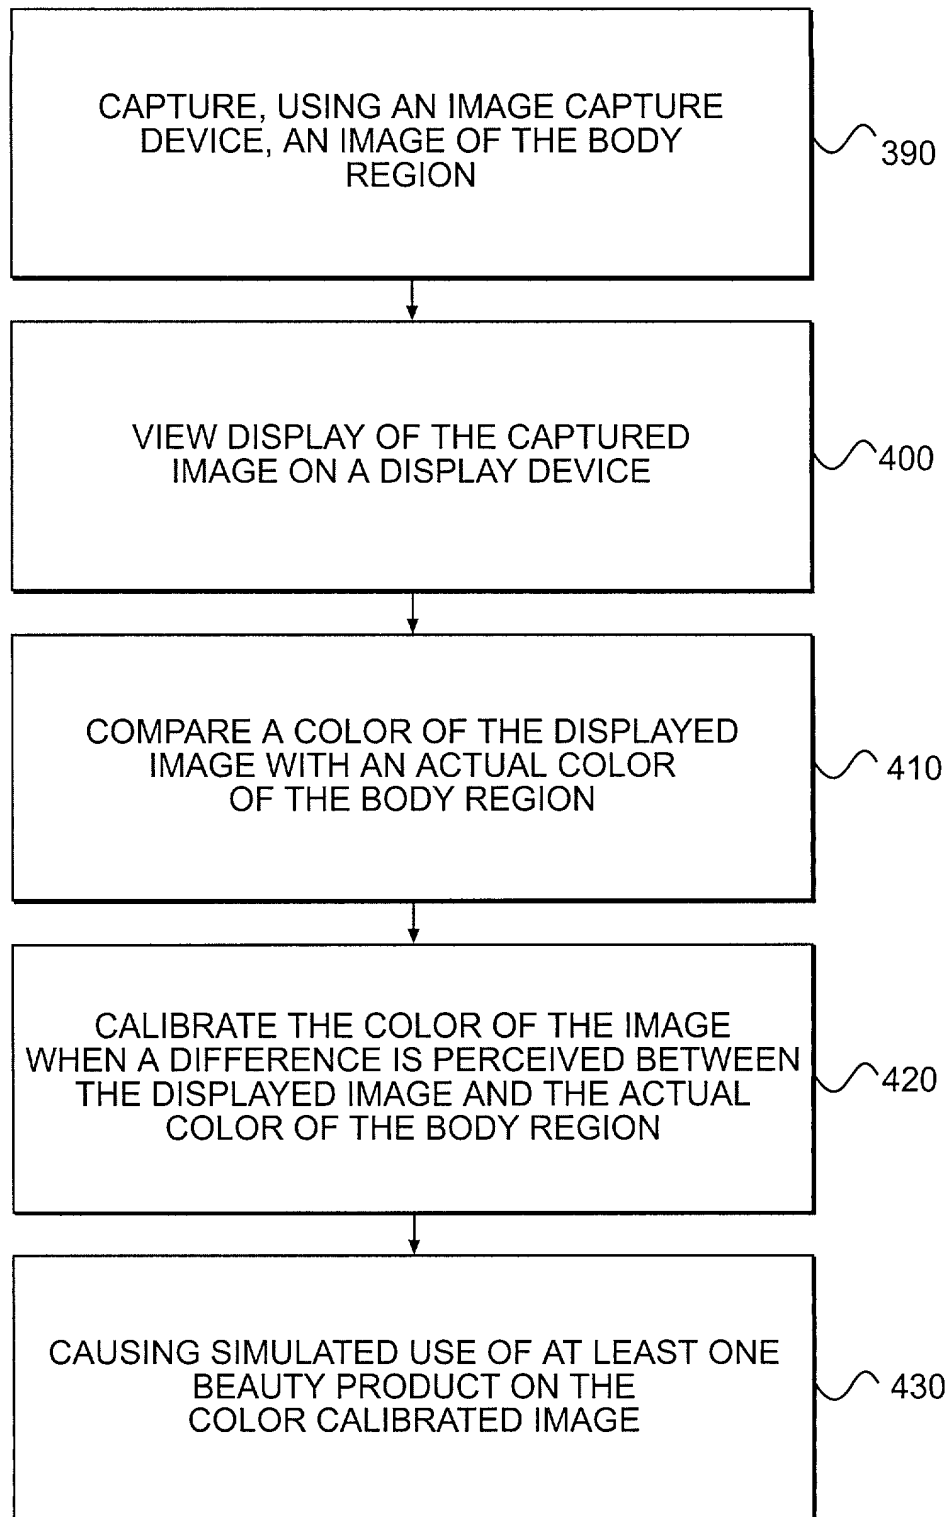 CAPTURE, USING AN IMAGE CAPTURE
DEVICE, AN IMAGE OF THE BODY
REGION
390
VIEW DISPLAY OF THE CAPTURED
IMAGE ON A DISPLAY DEVICE
400
COMPARE A COLOR OF THE DISPLAYED
IMAGE WITH AN ACTUAL COLOR
OF THE BODY REGION
410
CALIBRATE THE COLOR OF THE IMAGE
WHEN A DIFFERENCE IS PERCEIVED BETWEEN
THE DISPLAYED IMAGE AND THE ACTUAL
COLOR OF THE BODY REGION
420
CAUSING SIMULATED USE OF AT LEAST ONE
BEAUTY PRODUCT ON THE
COLOR CALIBRATED IMAGE
430